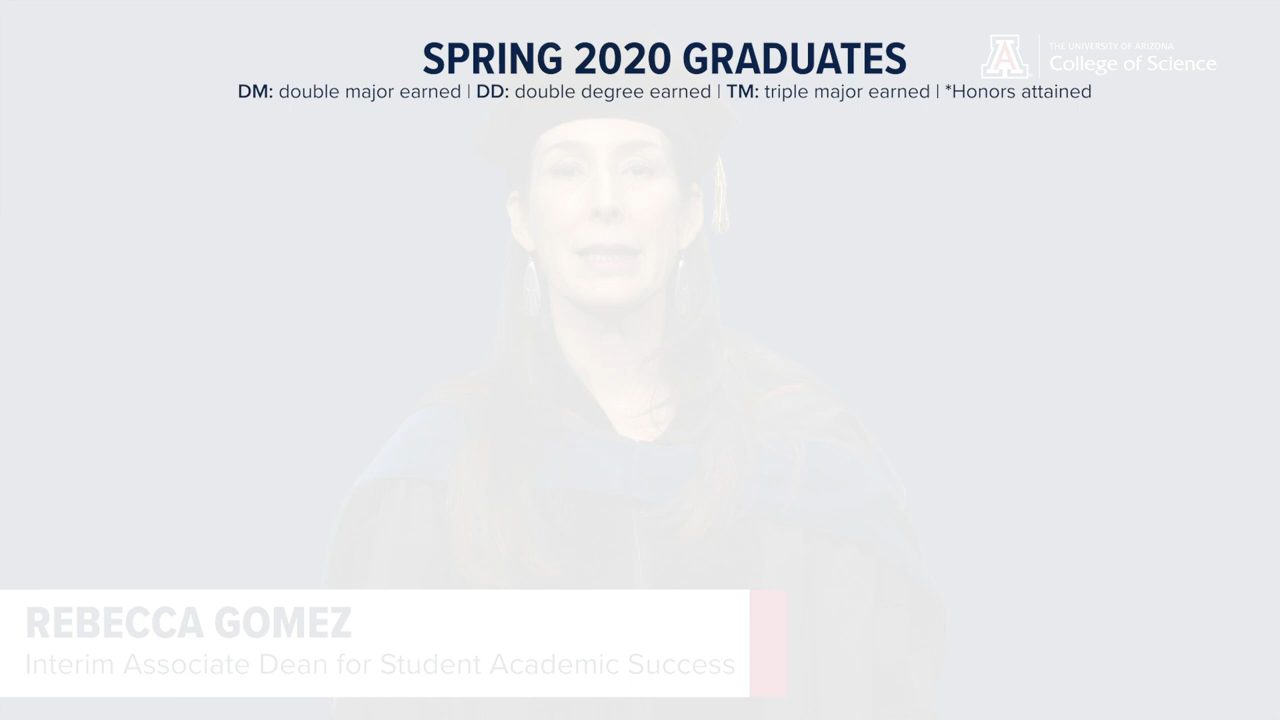 SPRING 2020 GRADUATES
DM: double major earned | DD: double degree earned | TM: triple major earned | *Honors attained
THE UNIVERSITY OF ARIZONA
College of Science
REBECCA GOMEZ
Interim Associate Dean for Student Academic Success